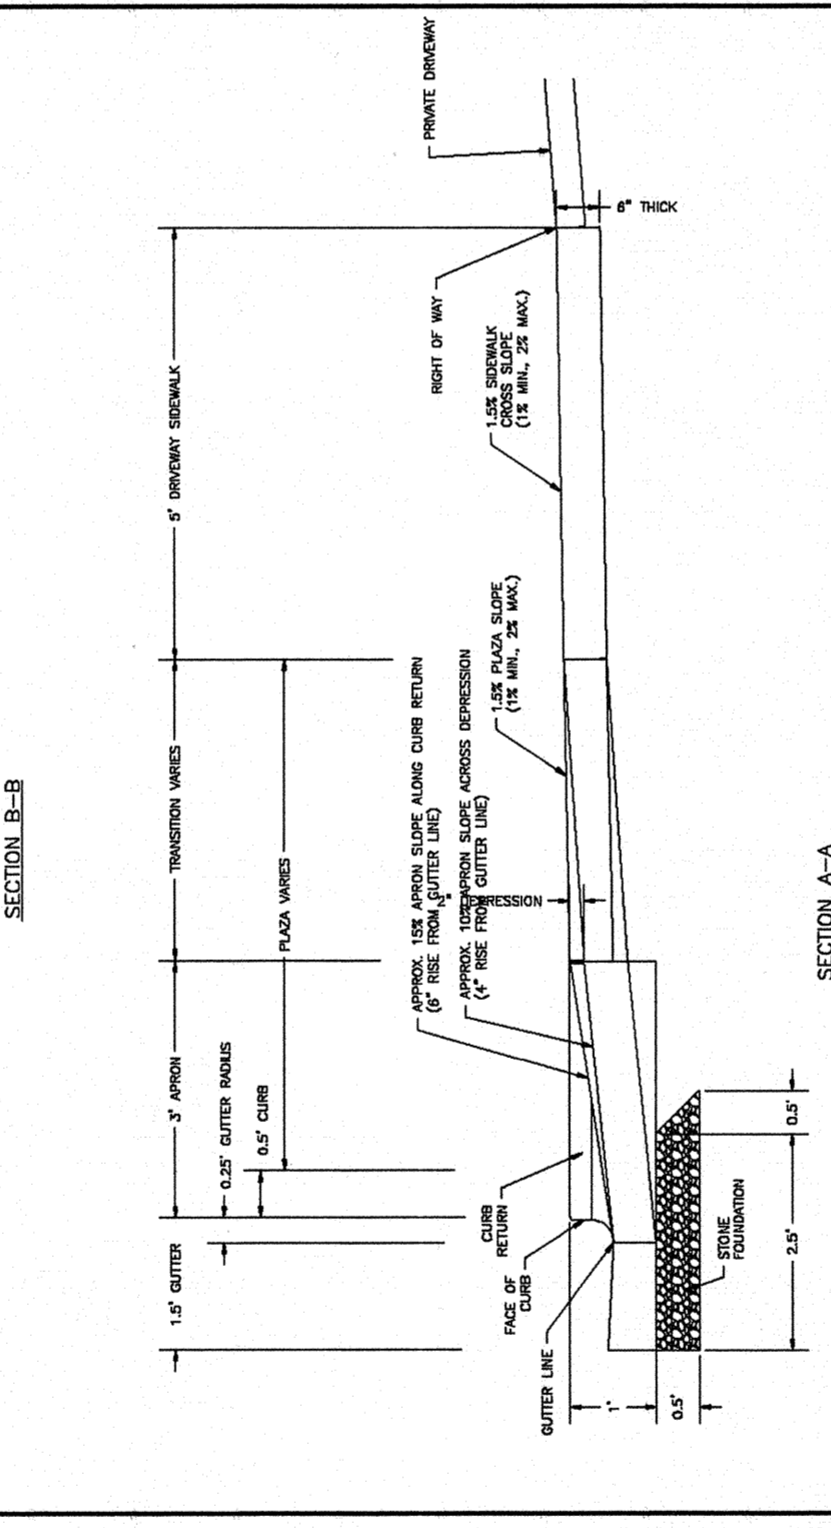 SECTION B-B
5' DRIVEWAY SIDEWALK
TRANSITION VARIES
PLAZA VARIES
3' APRON
0.25' GUTTER RADIUS
0.5' CURB
1.5' GUTTER
PRIVATE DRIVEWAY
6" THICK
RIGHT OF WAY
1.5% SIDEWALK
CROSS SLOPE
(1% MIN., 2% MAX.)
1.5% PLAZA SLOPE
(1% MIN., 2% MAX.)
APPROX. 15% APRON SLOPE ALONG CURB RETURN
(6" RISE FROM GUTTER LINE)
2" DEPRESSION
APPROX. 10% APRON SLOPE ACROSS DEPRESSION
(4" RISE FROM GUTTER LINE)
CURB
RETURN
FACE OF
CURB
GUTTER LINE
STONE
FOUNDATION
0.5'
2.5'
1'
0.5'
SECTION A-A